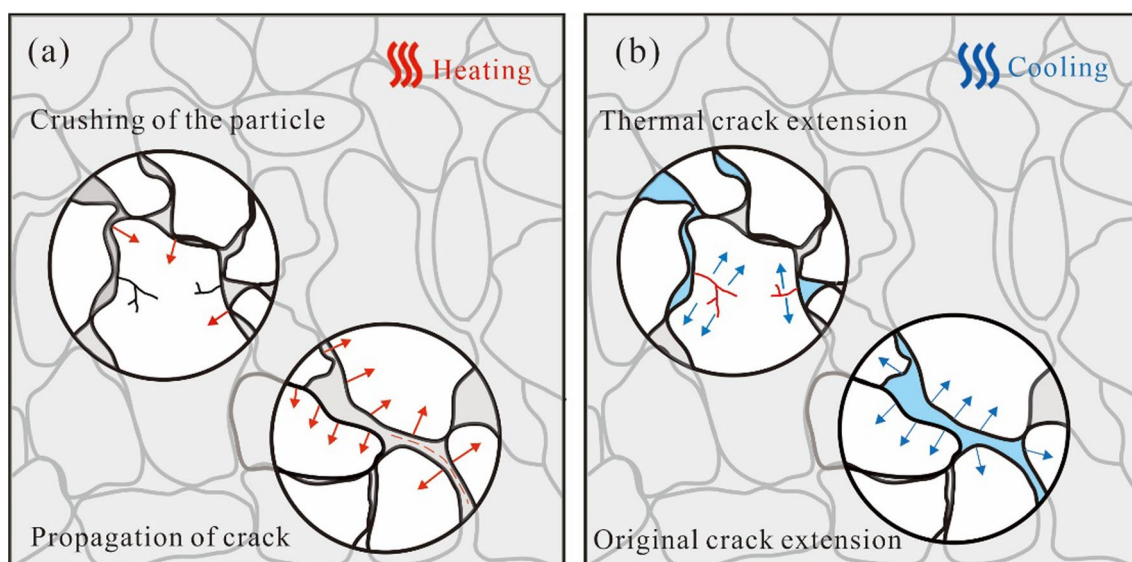 (a)
Heating
Crushing of the particle
Propagation of crack
(b)
Cooling
Thermal crack extension
Original crack extension